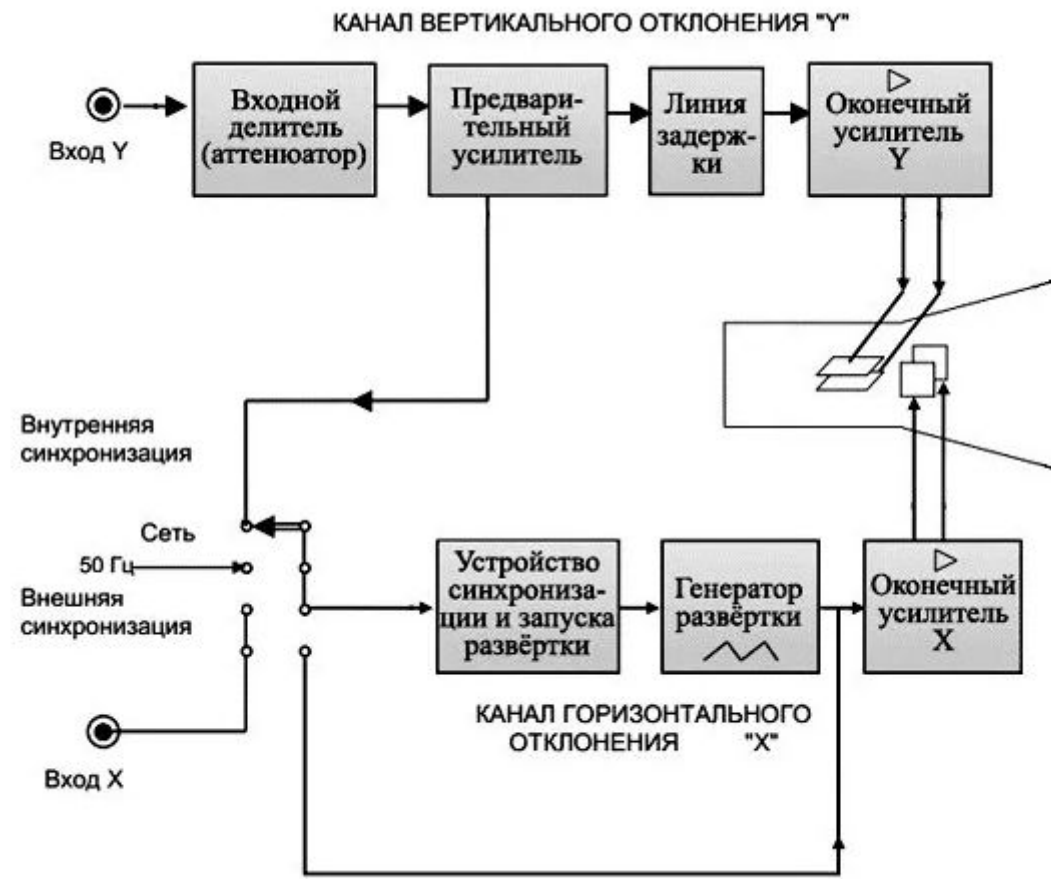 КАНАЛ ВЕРТИКАЛЬНОГО ОТКЛОНЕНИЯ "Y"
Вход Y
Входной
делитель
(аттенюатор)
Предвари-
тельный
усилитель
Линия
задерж-
ки
Оконечный
усилитель
Y
Внутренняя
синхронизация
Сеть
50 Гц
Внешняя
синхронизация
Вход X
Устройство
синхрониза-
ции и запуска
развёртки
Генератор
развёртки
Оконечный
усилитель
X
КАНАЛ ГОРИЗОНТАЛЬНОГО
ОТКЛОНЕНИЯ "X"